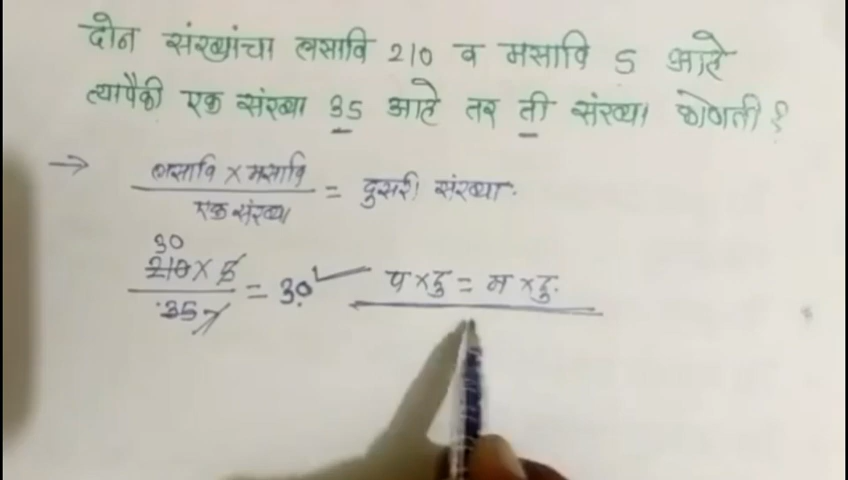 दोन संख्यांचा लसावि 210 व मसावि 5 आहे
त्यापैकी एक संख्या 35 आहे तर ती संख्या कोणती ?
→ लसावि × मसावि
एक संख्या
= दुसरी संख्या.
30
210 × 5
35 7
= 30 ✓
प × दु = म ×